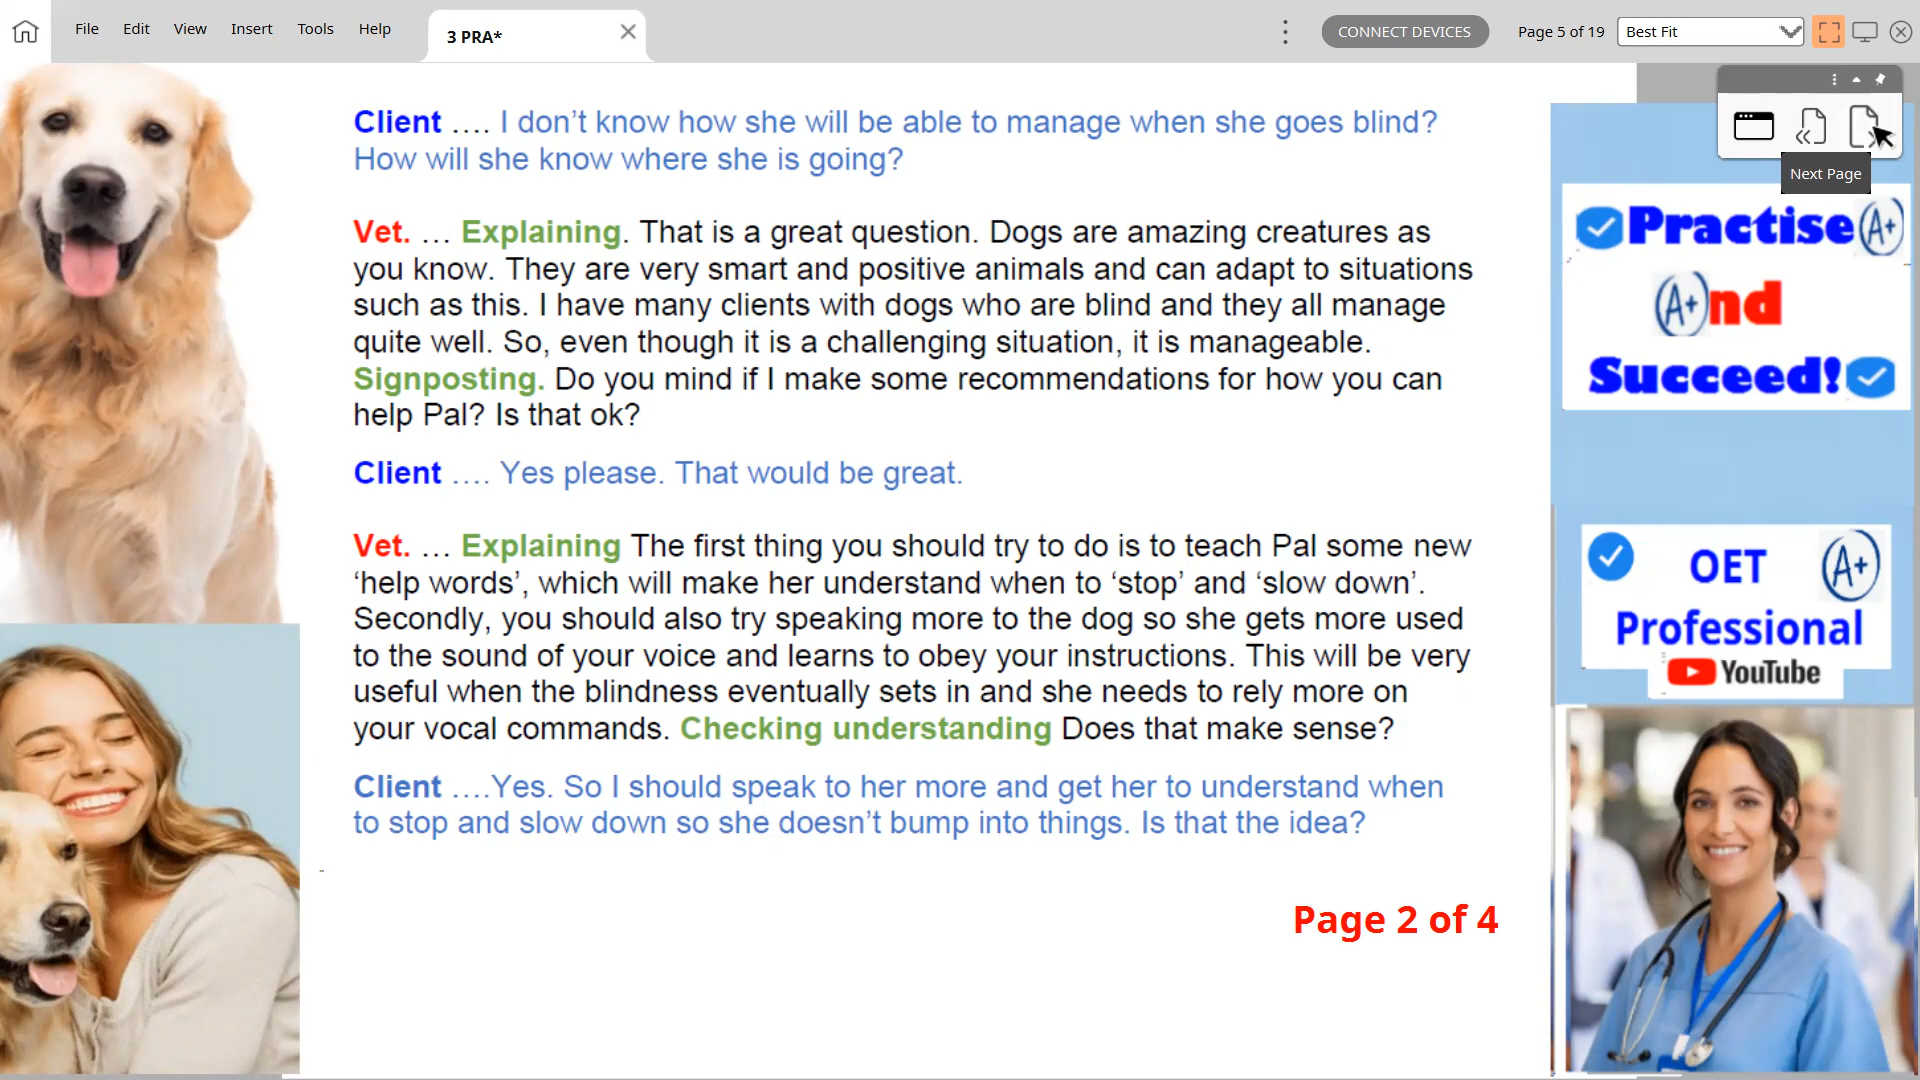 File Edit View Insert Tools Help
3 PRA*
CONNECT DEVICES
Page 5 of 19
Best Fit
Next Page
Client …. I don’t know how she will be able to manage when she goes blind?
How will she know where she is going?
Vet. … Explaining. That is a great question. Dogs are amazing creatures as
you know. They are very smart and positive animals and can adapt to situations
such as this. I have many clients with dogs who are blind and they all manage
quite well. So, even though it is a challenging situation, it is manageable.
Signposting. Do you mind if I make some recommendations for how you can
help Pal? Is that ok?
Client …. Yes please. That would be great.
Vet. … Explaining The first thing you should try to do is to teach Pal some new
‘help words’, which will make her understand when to ‘stop’ and ‘slow down’.
Secondly, you should also try speaking more to the dog so she gets more used
to the sound of your voice and learns to obey your instructions. This will be very
useful when the blindness eventually sets in and she needs to rely more on
your vocal commands. Checking understanding Does that make sense?
Client ….Yes. So I should speak to her more and get her to understand when
to stop and slow down so she doesn’t bump into things. Is that the idea?
Page 2 of 4
Practise A+
A+nd
Succeed!
OET A+
Professional
YouTube